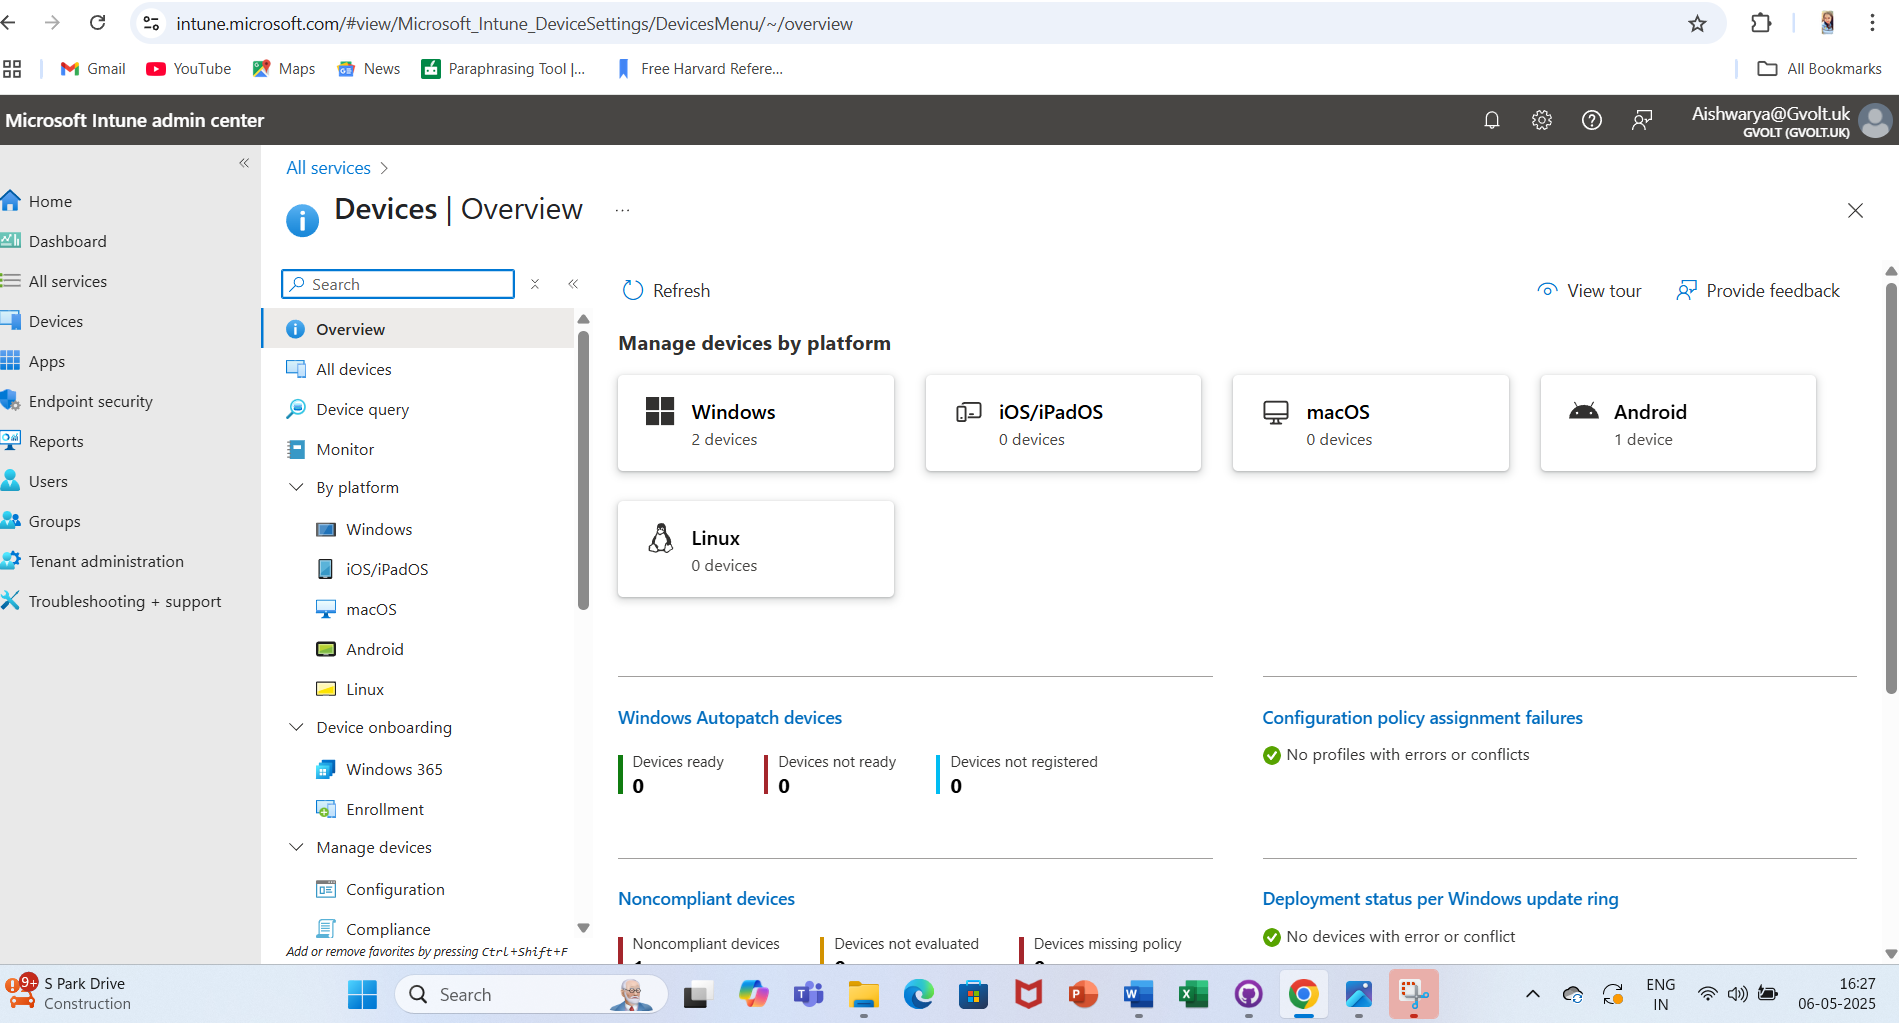 intune.microsoft.com/#view/Microsoft_Intune_DeviceSettings/DevicesMenu/~/overview
Gmail
YouTube
Maps
News
Paraphrasing Tool |...
Free Harvard Refere...
All Bookmarks
Microsoft Intune admin center
Aishwarya@Gvolt.uk
GVOLT (GVOLT.UK)
Home
Dashboard
All services
Devices
Apps
Endpoint security
Reports
Users
Groups
Tenant administration
Troubleshooting + support
All services
Devices | Overview
...
Search
Overview
All devices
Device query
Monitor
By platform
Windows
iOS/iPadOS
macOS
Android
Linux
Device onboarding
Windows 365
Enrollment
Manage devices
Configuration
Compliance
Add or remove favorites by pressing Ctrl+Shift+F
Refresh
View tour
Provide feedback
Manage devices by platform
Windows
2 devices
iOS/iPadOS
0 devices
macOS
0 devices
Android
1 device
Linux
0 devices
Windows Autopatch devices
Devices ready
0
Devices not ready
0
Devices not registered
0
Configuration policy assignment failures
No profiles with errors or conflicts
Noncompliant devices
Noncompliant devices
Devices not evaluated
Devices missing policy
Deployment status per Windows update ring
No devices with error or conflict
9+
S Park Drive
Construction
Search
ENG
IN
16:27
06-05-2025